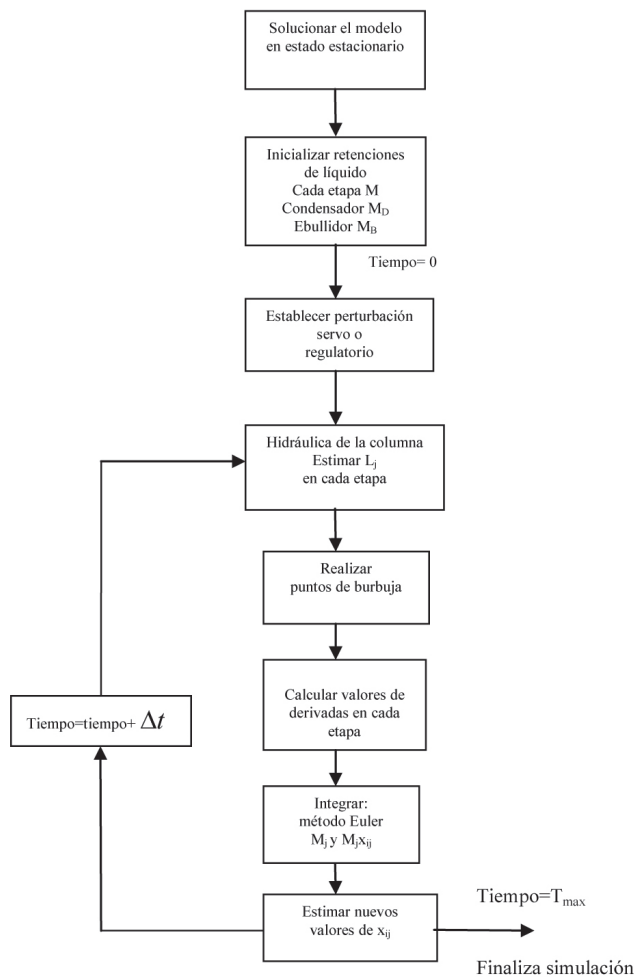 Solucionar el modelo
en estado estacionario
Inicializar retenciones
de líquido
Cada etapa M
Condensador M_D
Ebullidor M_B
Tiempo= 0
Establecer perturbación
servo o
regulatorio
Hidráulica de la columna
Estimar L_j
en cada etapa
Realizar
puntos de burbuja
Calcular valores de
derivadas en cada
etapa
Tiempo=tiempo+ Δt
Integrar:
método Euler
M_j y M_jx_ij
Estimar nuevos
valores de x_ij
Tiempo=T_max
Finaliza simulación